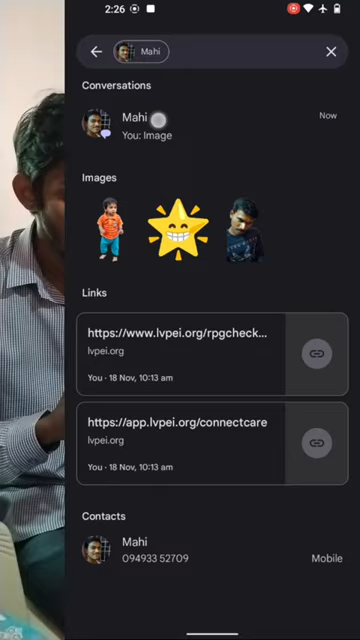 2:26
Mahi
Conversations
Mahi
Now
You: Image
Images
Links
https://www.lvpei.org/rpgcheck...
lvpei.org
You · 18 Nov, 10:13 am
https://app.lvpei.org/connectcare
lvpei.org
You · 18 Nov, 10:13 am
Contacts
Mahi
094933 52709
Mobile